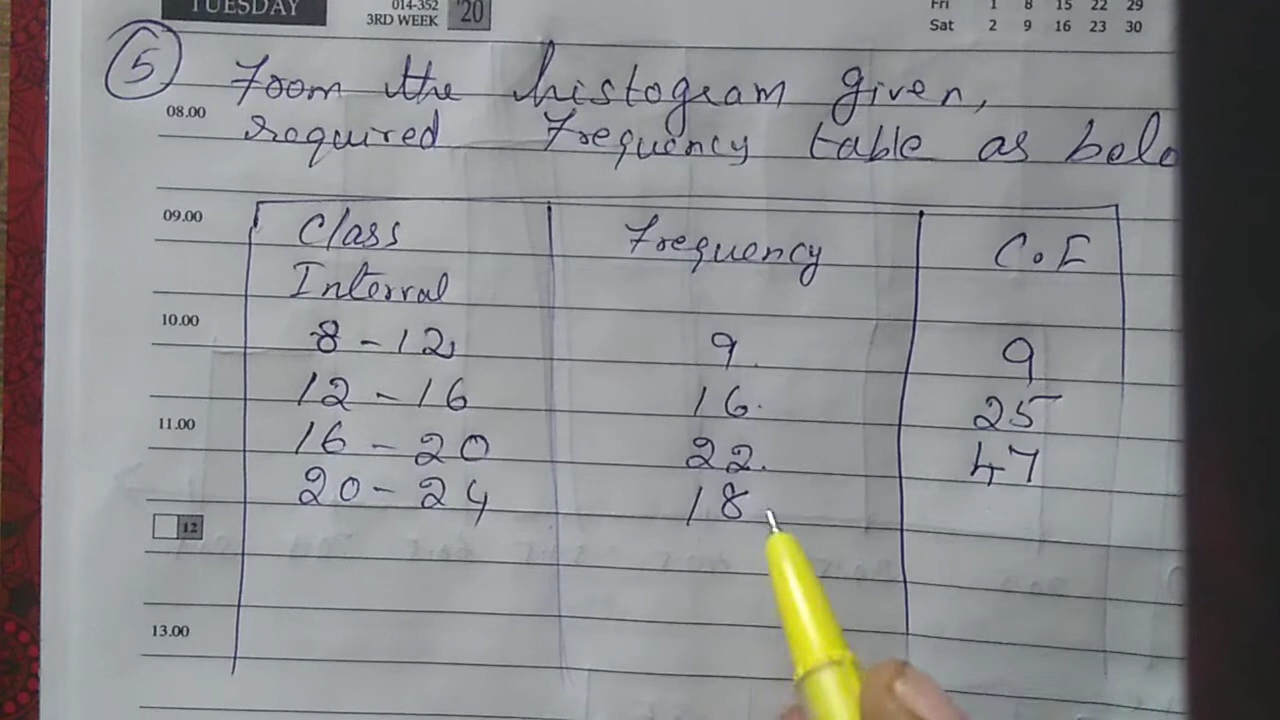 TUESDAY 014-352 '20
3RD WEEK
Fri 1 8 15 22 29
Sat 2 9 16 23 30
5 From the histogram given,
08.00
required Frequency table as belo
09.00
Class Frequency C.F
Interval
10.00
8-12 9 9
12-16 16 25
11.00
16-20 22 47
20-24 18
12
13.00